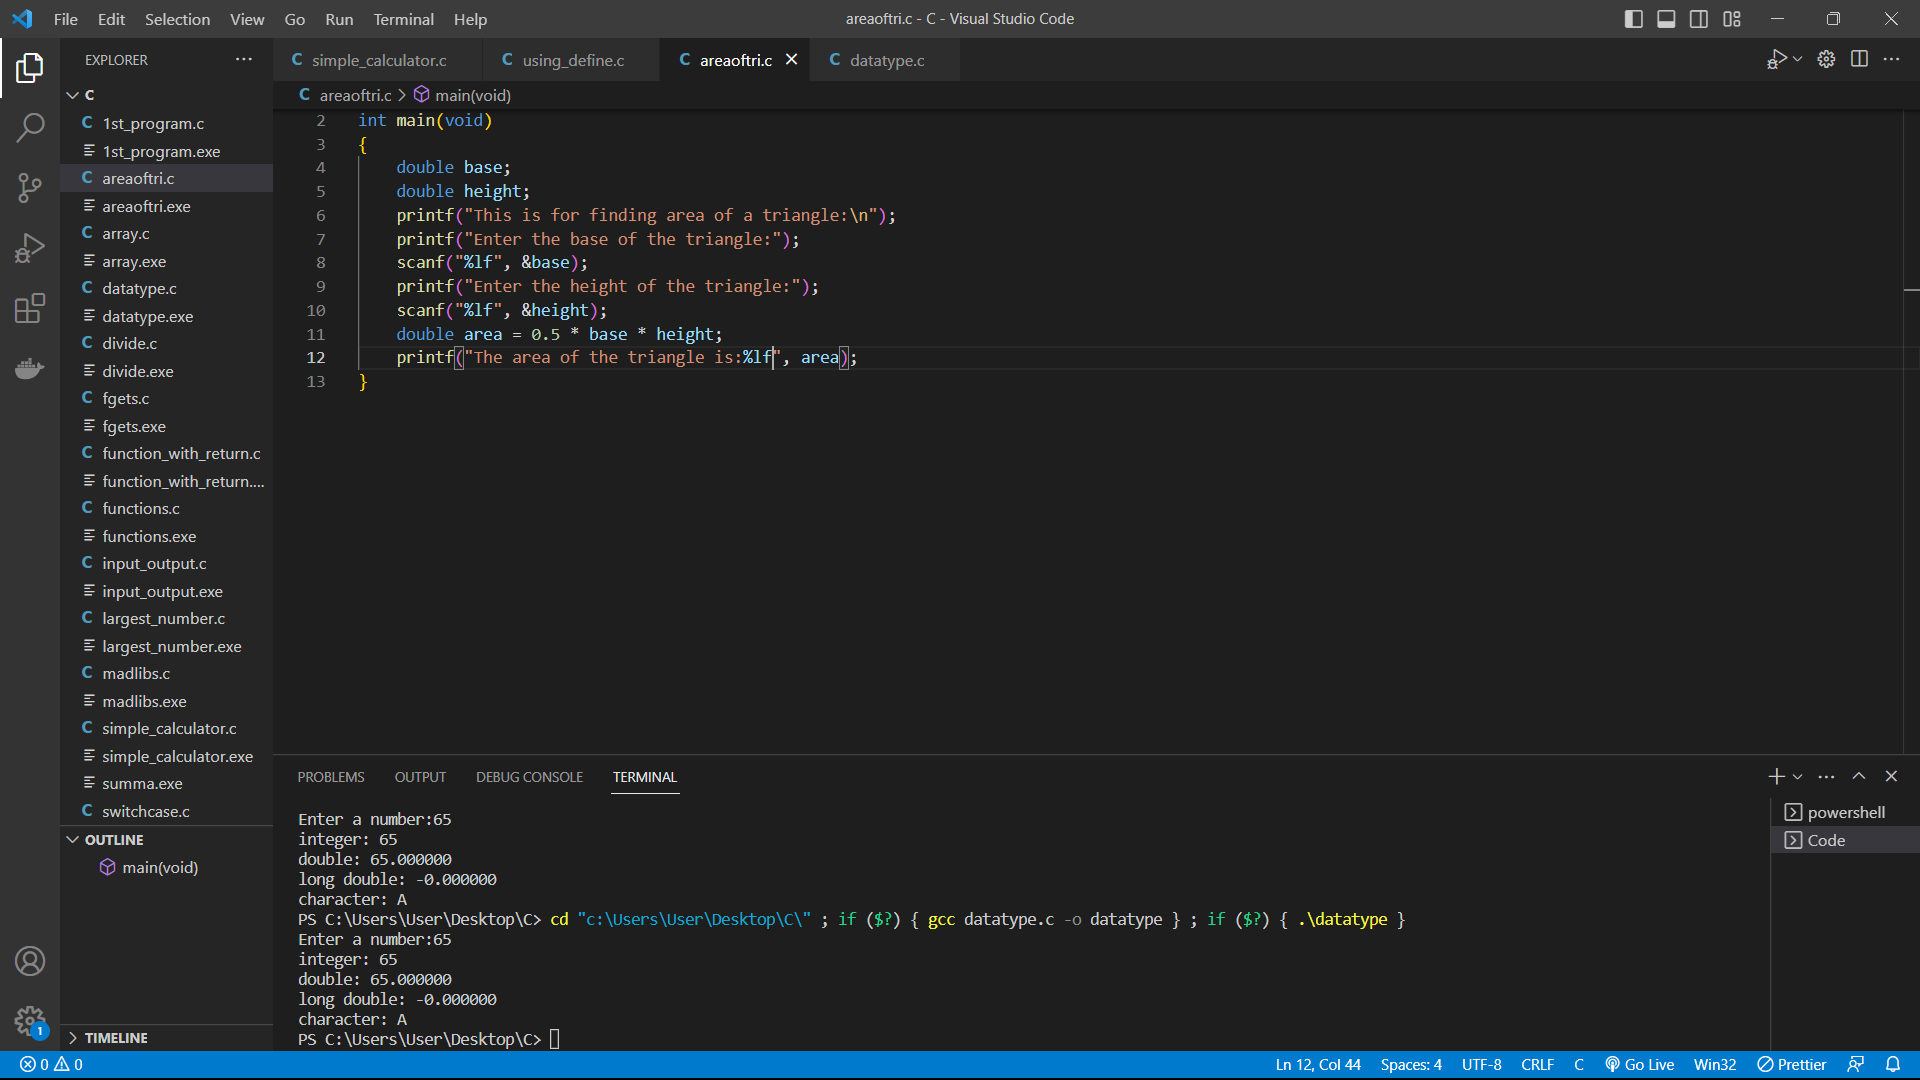 File Edit Selection View Go Run Terminal Help
areaoftri.c - C - Visual Studio Code
EXPLORER
C
1st_program.c
1st_program.exe
areaoftri.c
areaoftri.exe
array.c
array.exe
datatype.c
datatype.exe
divide.c
divide.exe
fgets.c
fgets.exe
function_with_return.c
function_with_return....
functions.c
functions.exe
input_output.c
input_output.exe
largest_number.c
largest_number.exe
madlibs.c
madlibs.exe
simple_calculator.c
simple_calculator.exe
summa.exe
switchcase.c
OUTLINE
main(void)
TIMELINE
C simple_calculator.c C using_define.c C areaoftri.c C datatype.c
C areaoftri.c > main(void)
2 int main(void)
3 {
4 double base;
5 double height;
6 printf("This is for finding area of a triangle:\n");
7 printf("Enter the base of the triangle:");
8 scanf("%lf", &base);
9 printf("Enter the height of the triangle:");
10 scanf("%lf", &height);
11 double area = 0.5 * base * height;
12 printf("The area of the triangle is:%lf", area);
13 }
PROBLEMS OUTPUT DEBUG CONSOLE TERMINAL
Enter a number:65
integer: 65
double: 65.000000
long double: -0.000000
character: A
PS C:\Users\User\Desktop\C> cd "c:\Users\User\Desktop\C\" ; if ($?) { gcc datatype.c -o datatype } ; if ($?) { .\datatype }
Enter a number:65
integer: 65
double: 65.000000
long double: -0.000000
character: A
PS C:\Users\User\Desktop\C>
powershell
Code
1
0 0 Ln 12, Col 44 Spaces: 4 UTF-8 CRLF C Go Live Win32 Prettier